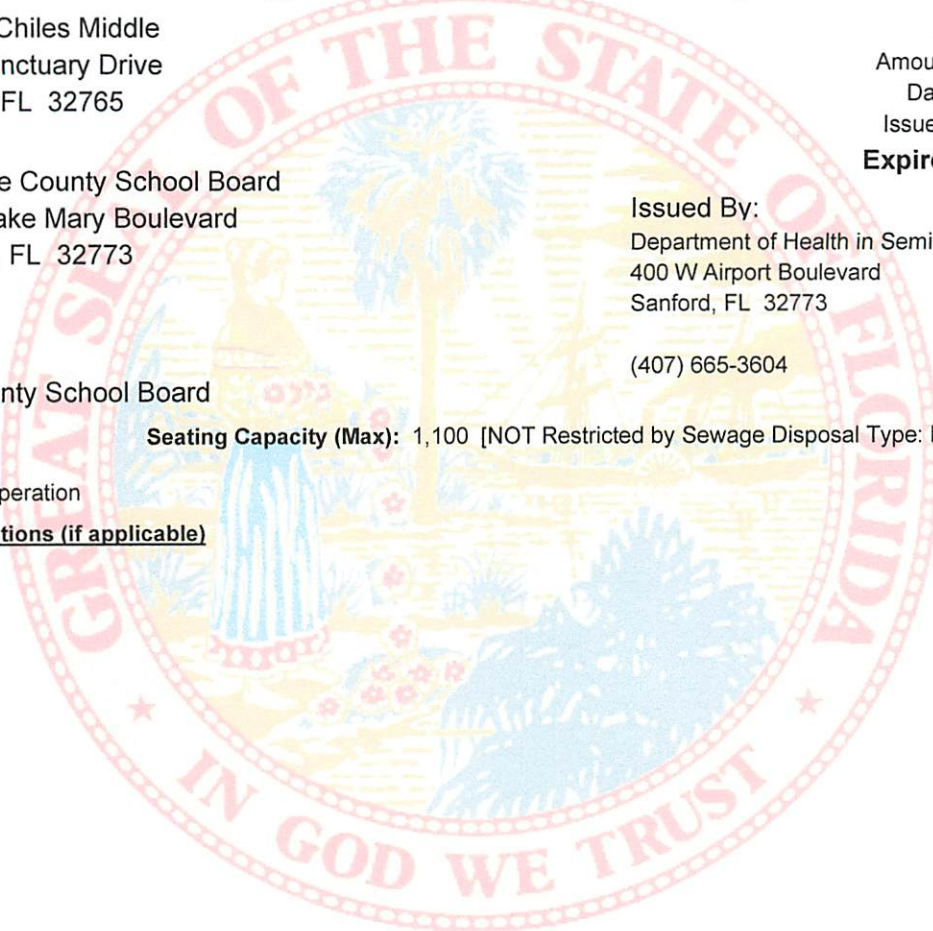 Chiles Middle
nctuary Drive
FL 32765
Amou
Da
Issue
Expire
e County School Board
ake Mary Boulevard
FL 32773
Issued By:
Department of Health in Semi
400 W Airport Boulevard
Sanford, FL 32773
(407) 665-3604
nty School Board
Seating Capacity (Max): 1,100 [NOT Restricted by Sewage Disposal Type:
peration
tions (if applicable)
GREAT SEAL OF THE STATE OF FLORIDA
IN GOD WE TRUST